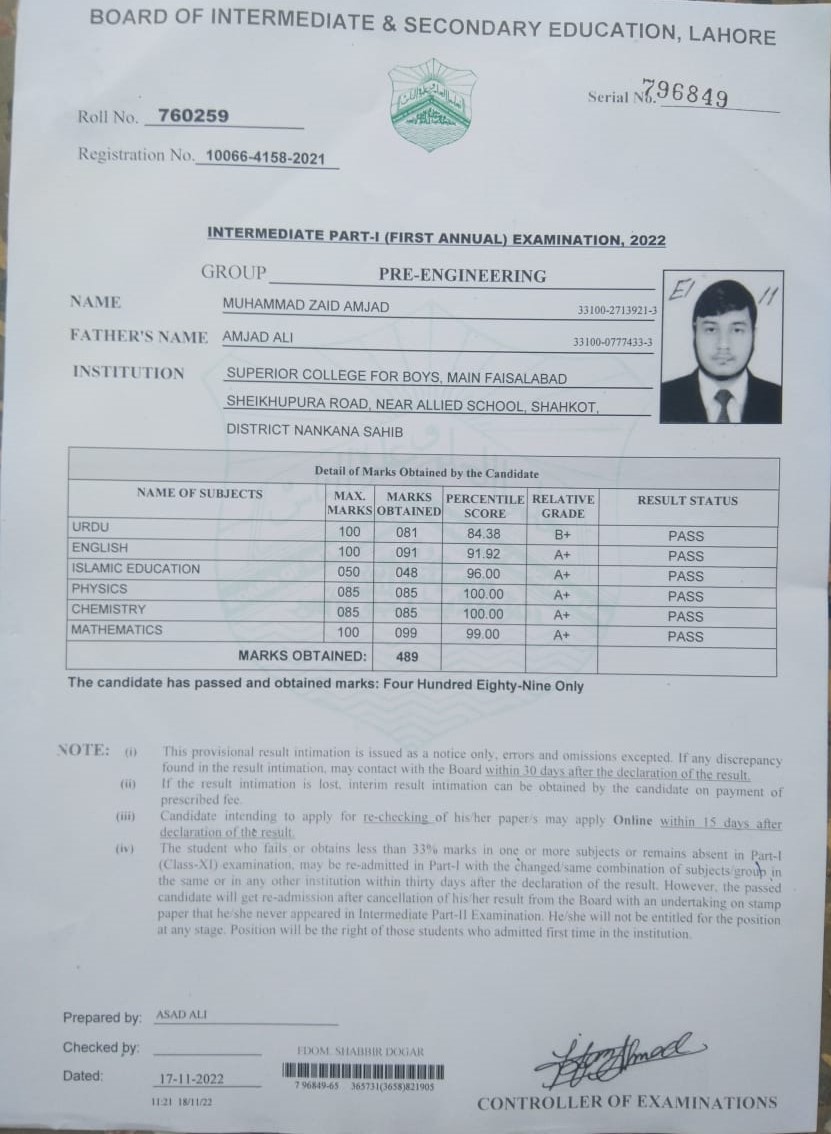 BOARD OF INTERMEDIATE & SECONDARY EDUCATION, LAHORE
Roll No. 760259
Serial No. 796849
Registration No. 10066-4158-2021
INTERMEDIATE PART-I (FIRST ANNUAL) EXAMINATION, 2022
GROUP PRE-ENGINEERING
NAME MUHAMMAD ZAID AMJAD 33100-2713921-3
FATHER'S NAME AMJAD ALI 33100-0777433-3
INSTITUTION SUPERIOR COLLEGE FOR BOYS, MAIN FAISALABAD
SHEIKHUPURA ROAD, NEAR ALLIED SCHOOL, SHAHKOT,
DISTRICT NANKANA SAHIB
Detail of Marks Obtained by the Candidate
NAME OF SUBJECTS MAX. MARKS MARKS OBTAINED PERCENTILE SCORE RELATIVE GRADE RESULT STATUS
URDU 100 081 84.38 B+ PASS
ENGLISH 100 091 91.92 A+ PASS
ISLAMIC EDUCATION 050 048 96.00 A+ PASS
PHYSICS 085 085 100.00 A+ PASS
CHEMISTRY 085 085 100.00 A+ PASS
MATHEMATICS 100 099 99.00 A+ PASS
MARKS OBTAINED: 489
The candidate has passed and obtained marks: Four Hundred Eighty-Nine Only
NOTE: (i) This provisional result intimation is issued as a notice only, errors and omissions excepted. If any discrepancy
found in the result intimation, may contact with the Board within 30 days after the declaration of the result.
(ii) If the result intimation is lost, interim result intimation can be obtained by the candidate on payment of
prescribed fee.
(iii) Candidate intending to apply for re-checking of his/her paper/s may apply Online within 15 days after
declaration of the result.
(iv) The student who fails or obtains less than 33% marks in one or more subjects or remains absent in Part-I
(Class-XI) examination, may be re-admitted in Part-I with the changed/same combination of subjects/group in
the same or in any other institution within thirty days after the declaration of the result. However, the passed
candidate will get re-admission after cancellation of his/her result from the Board with an undertaking on stamp
paper that he/she never appeared in Intermediate Part-II Examination. He/she will not be entitled for the position
at any stage. Position will be the right of those students who admitted first time in the institution.
Prepared by: ASAD ALI
Checked by:
EDOM. SHABBIR DOGAR
Dated: 17-11-2022
796849-65 365731(3658)821905
11:21 18/11/22
CONTROLLER OF EXAMINATIONS